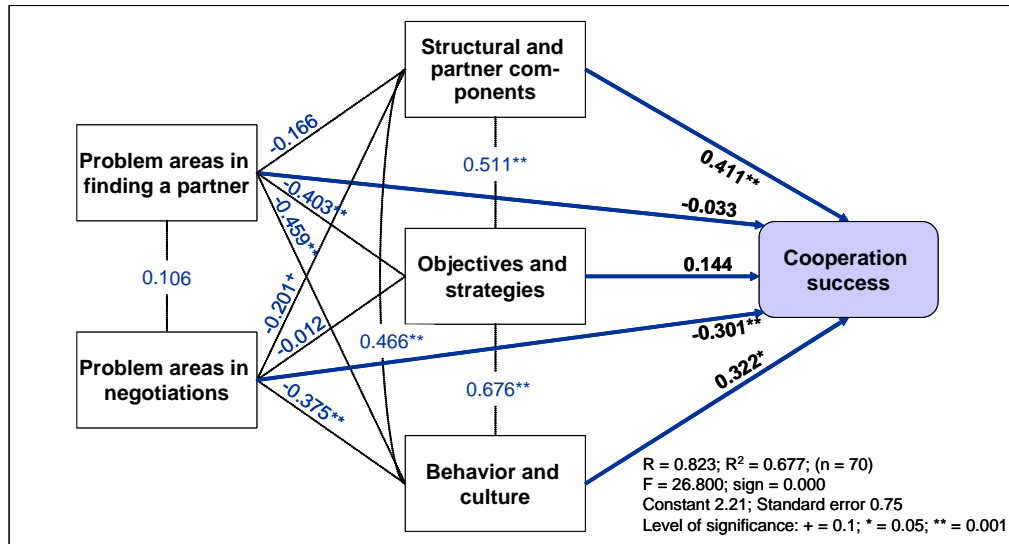 Structural and
partner com-
ponents
-0.166
Problem areas in
finding a partner
0.511**
0.411**
-0.403**
-0.459**
-0.033
0.106
Objectives and
strategies
0.144
Cooperation
success
-0.201+
-0.012
0.466**
-0.301**
Problem areas in
negotiations
-0.375**
0.676**
0.322*
Behavior and
culture
R = 0.823; R² = 0.677; (n = 70)
F = 26.800; sign = 0.000
Constant 2.21; Standard error 0.75
Level of significance: + = 0.1; * = 0.05; ** = 0.001